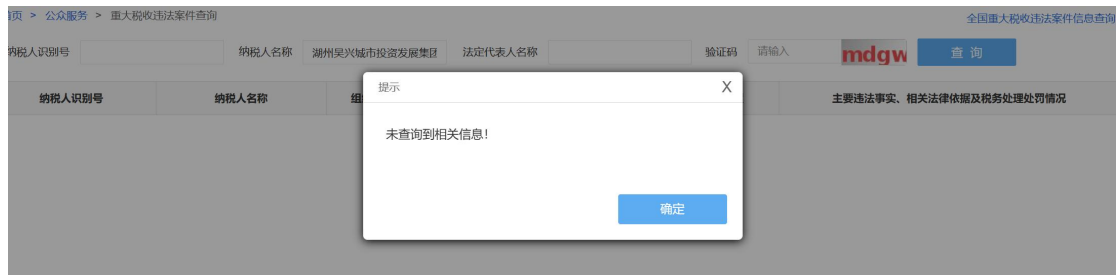 页 > 公众服务 > 重大税收违法案件查询
全国重大税收违法案件信息查询
纳税人识别号
纳税人名称 湖州吴兴城市投资发展集团
法定代表人名称
验证码 请输入 mdgw 查 询
纳税人识别号 纳税人名称 组
主要违法事实、相关法律依据及税务处理处罚情况
提示 X
未查询到相关信息!
确定